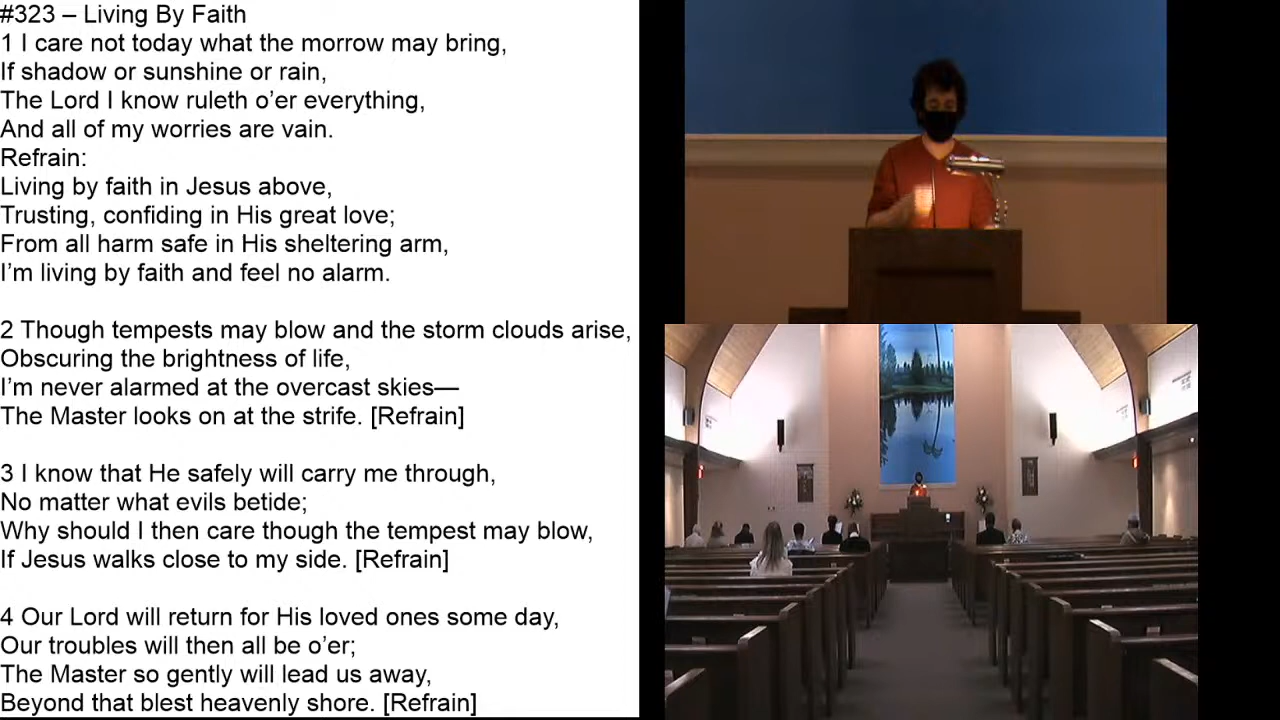 #323 – Living By Faith
1 I care not today what the morrow may bring,
If shadow or sunshine or rain,
The Lord I know ruleth o’er everything,
And all of my worries are vain.
Refrain:
Living by faith in Jesus above,
Trusting, confiding in His great love;
From all harm safe in His sheltering arm,
I’m living by faith and feel no alarm.
2 Though tempests may blow and the storm clouds arise,
Obscuring the brightness of life,
I’m never alarmed at the overcast skies—
The Master looks on at the strife. [Refrain]
3 I know that He safely will carry me through,
No matter what evils betide;
Why should I then care though the tempest may blow,
If Jesus walks close to my side. [Refrain]
4 Our Lord will return for His loved ones some day,
Our troubles will then all be o’er;
The Master so gently will lead us away,
Beyond that blest heavenly shore. [Refrain]